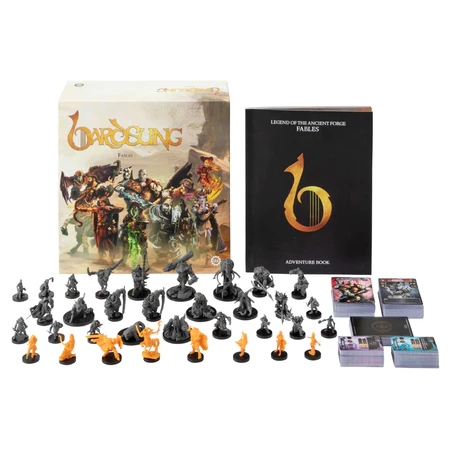 BARDSUNG
FABLES
LEGEND OF THE ANCIENT FORGE
FABLES
ADVENTURE BOOK